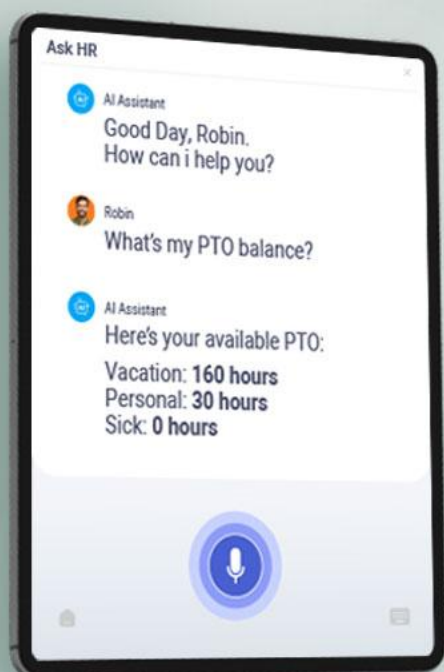 Ask HR
AI Assistant
Good Day, Robin.
How can i help you?
Robin
What's my PTO balance?
AI Assistant
Here's your available PTO:
Vacation: 160 hours
Personal: 30 hours
Sick: 0 hours